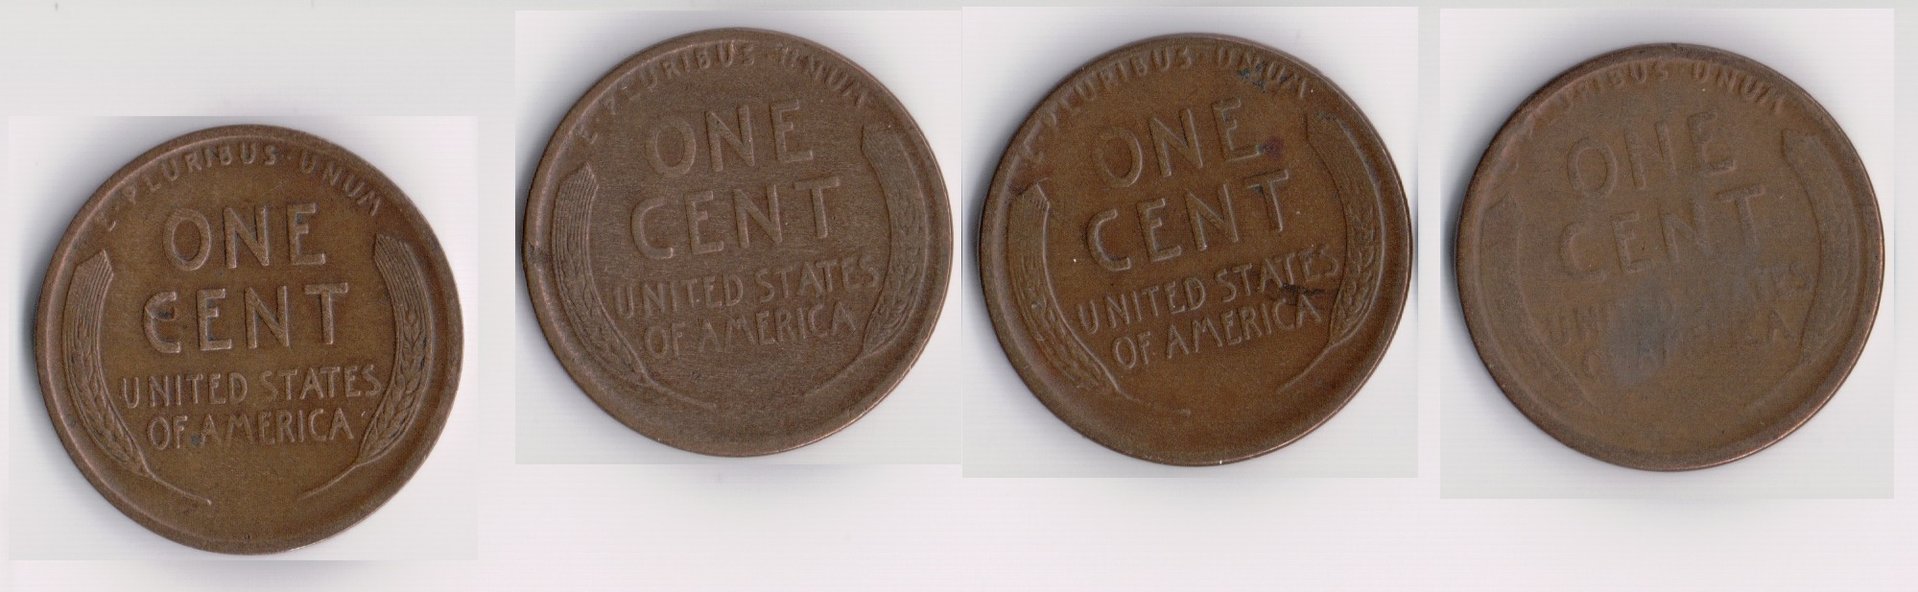 E·PLURIBUS·UNUM
ONE
CENT
UNITED STATES
OF AMERICA
E·PLURIBUS·UNUM
ONE
CENT
UNITED STATES
OF AMERICA
E·PLURIBUS·UNUM
ONE
CENT
UNITED STATES
OF AMERICA
UNUM
ONE
CENT